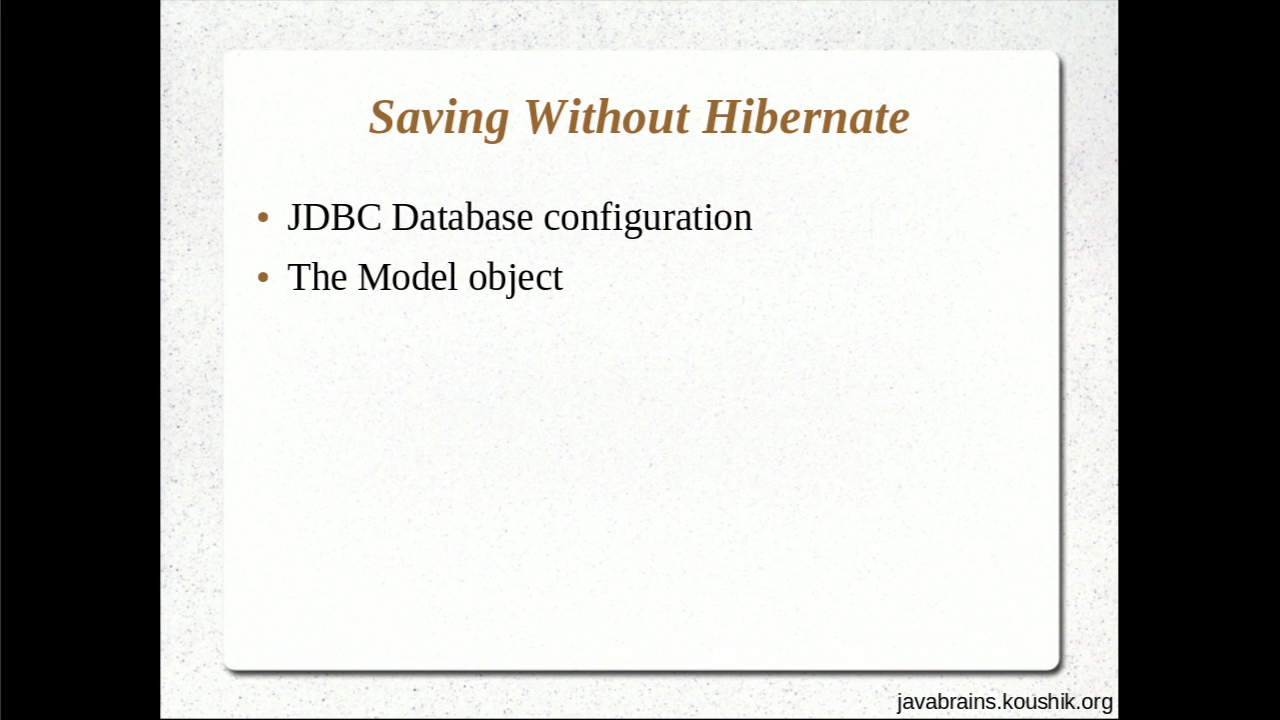 Saving Without Hibernate
• JDBC Database configuration
• The Model object
javabrains.koushik.org